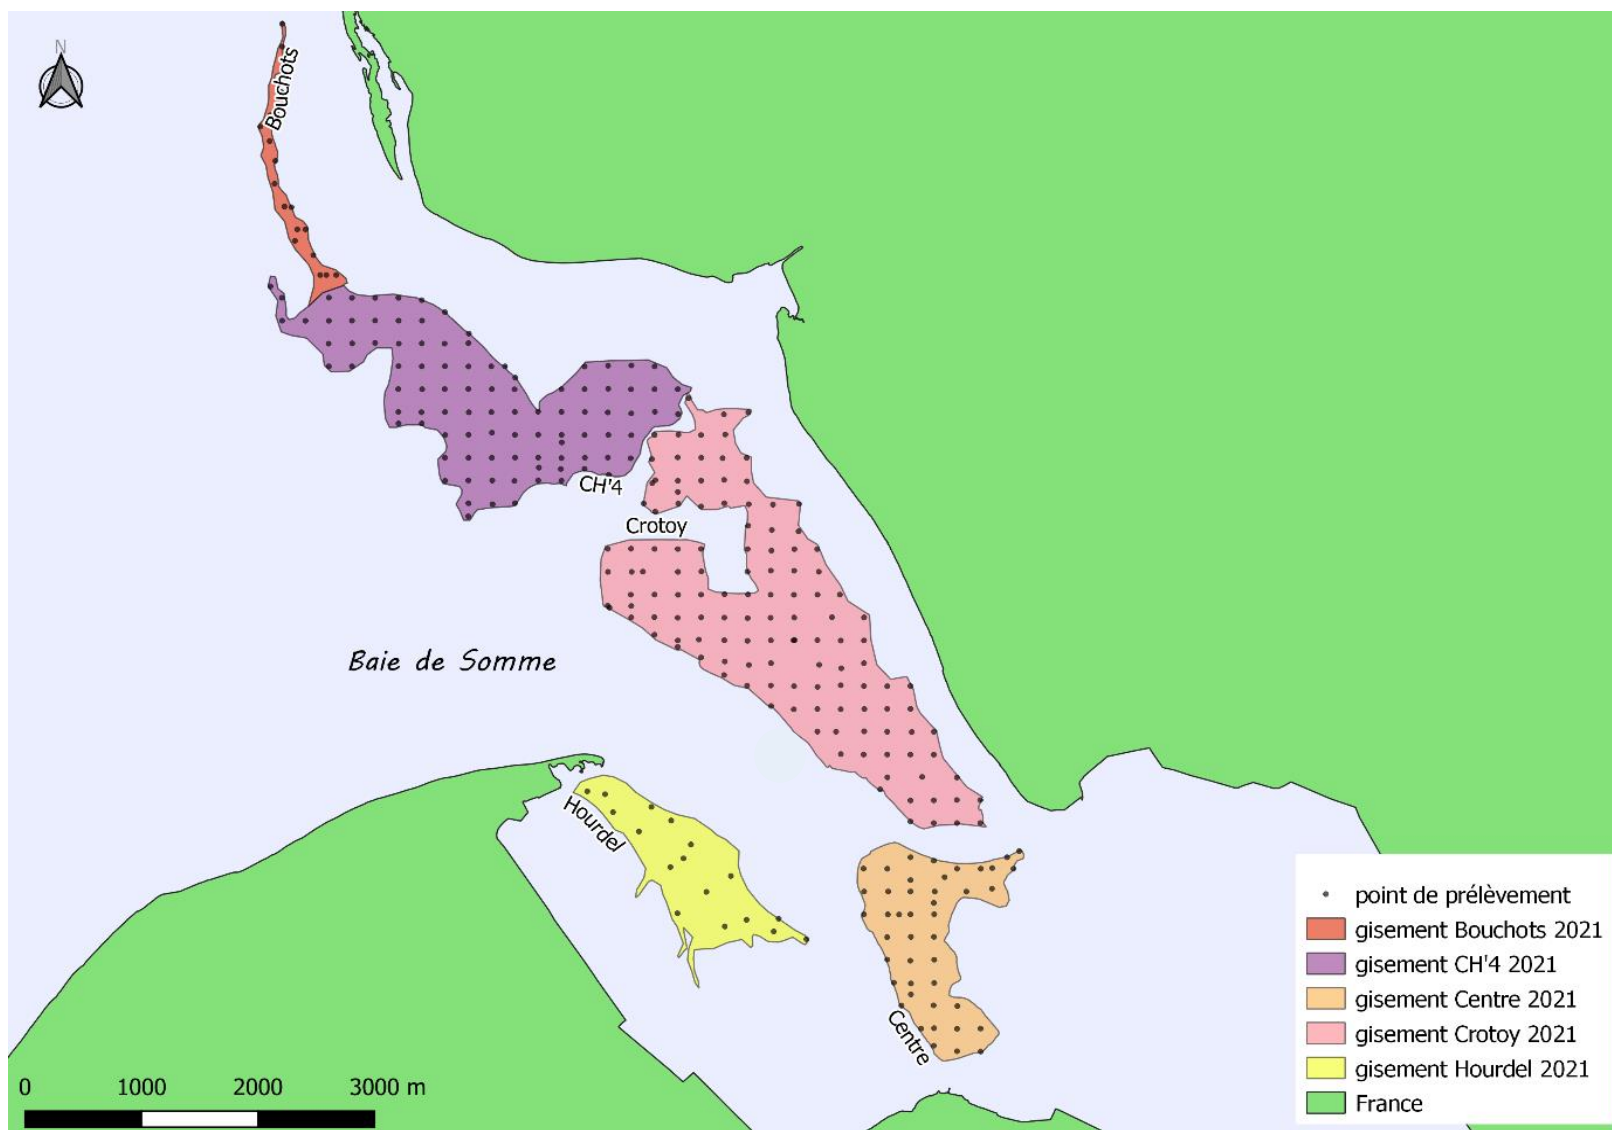 N
Bouchots
CH'4
Crotoy
Baie de Somme
Hourdel
Centre
point de prélèvement
gisement Bouchots 2021
gisement CH'4 2021
gisement Centre 2021
gisement Crotoy 2021
gisement Hourdel 2021
France
0 1000 2000 3000 m